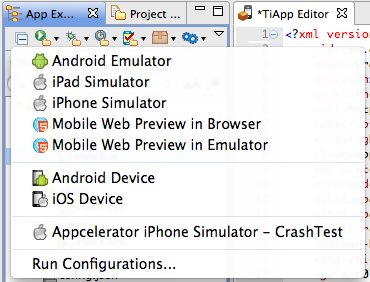 App Ex
Project ...
*TiApp Editor
1
<?xml versio
Android Emulator
iPad Simulator
iPhone Simulator
Mobile Web Preview in Browser
Mobile Web Preview in Emulator
Android Device
iOS Device
Appcelerator iPhone Simulator – CrashTest
Run Configurations...